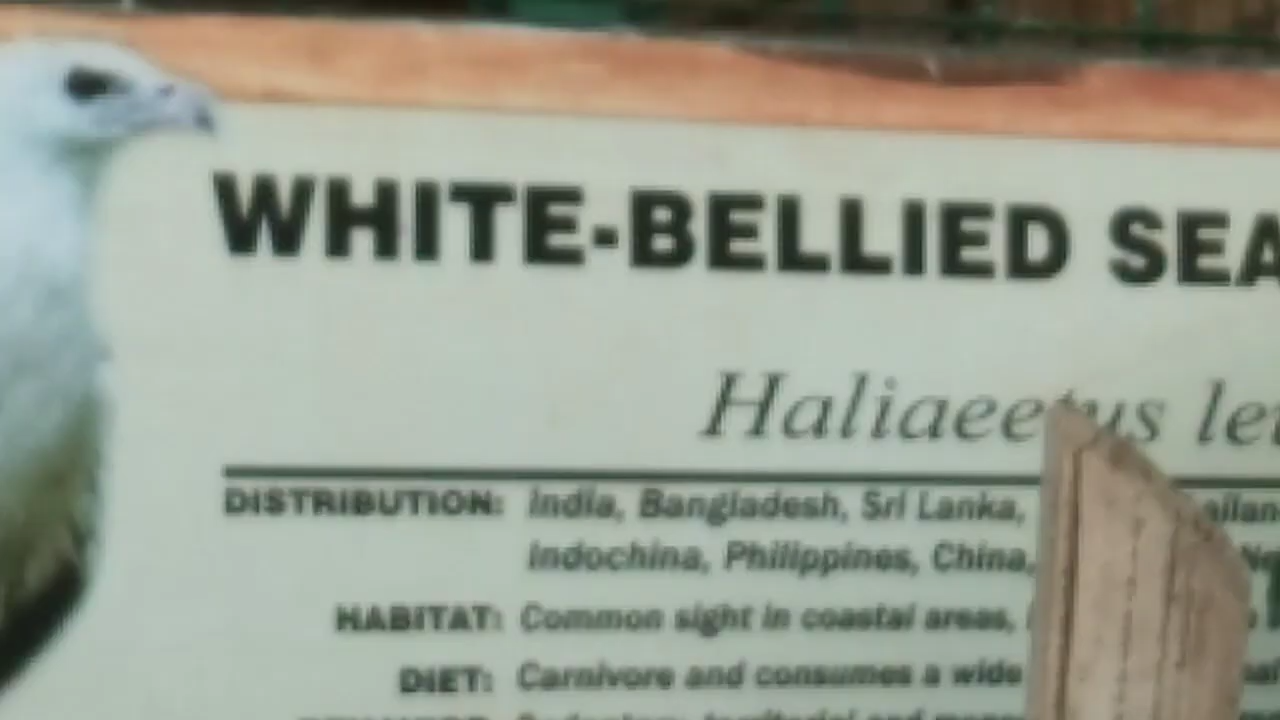 WHITE-BELLIED SEA
Haliaeetus
DISTRIBUTION: India, Bangladesh, Sri Lanka,
Indochina, Philippines, China,
HABITAT: Common sight in coastal areas,
DIET: Carnivore and consumes a wide